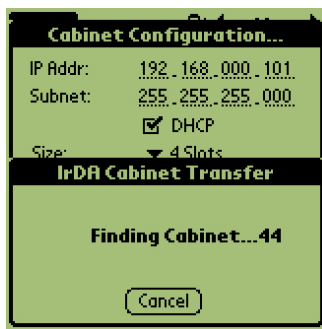 Cabinet Configuration...
IP Addr: 192.168.000.101
Subnet: 255.255.255.000
DHCP
Size: 4 Slots
IrDA Cabinet Transfer
Finding Cabinet...44
Cancel